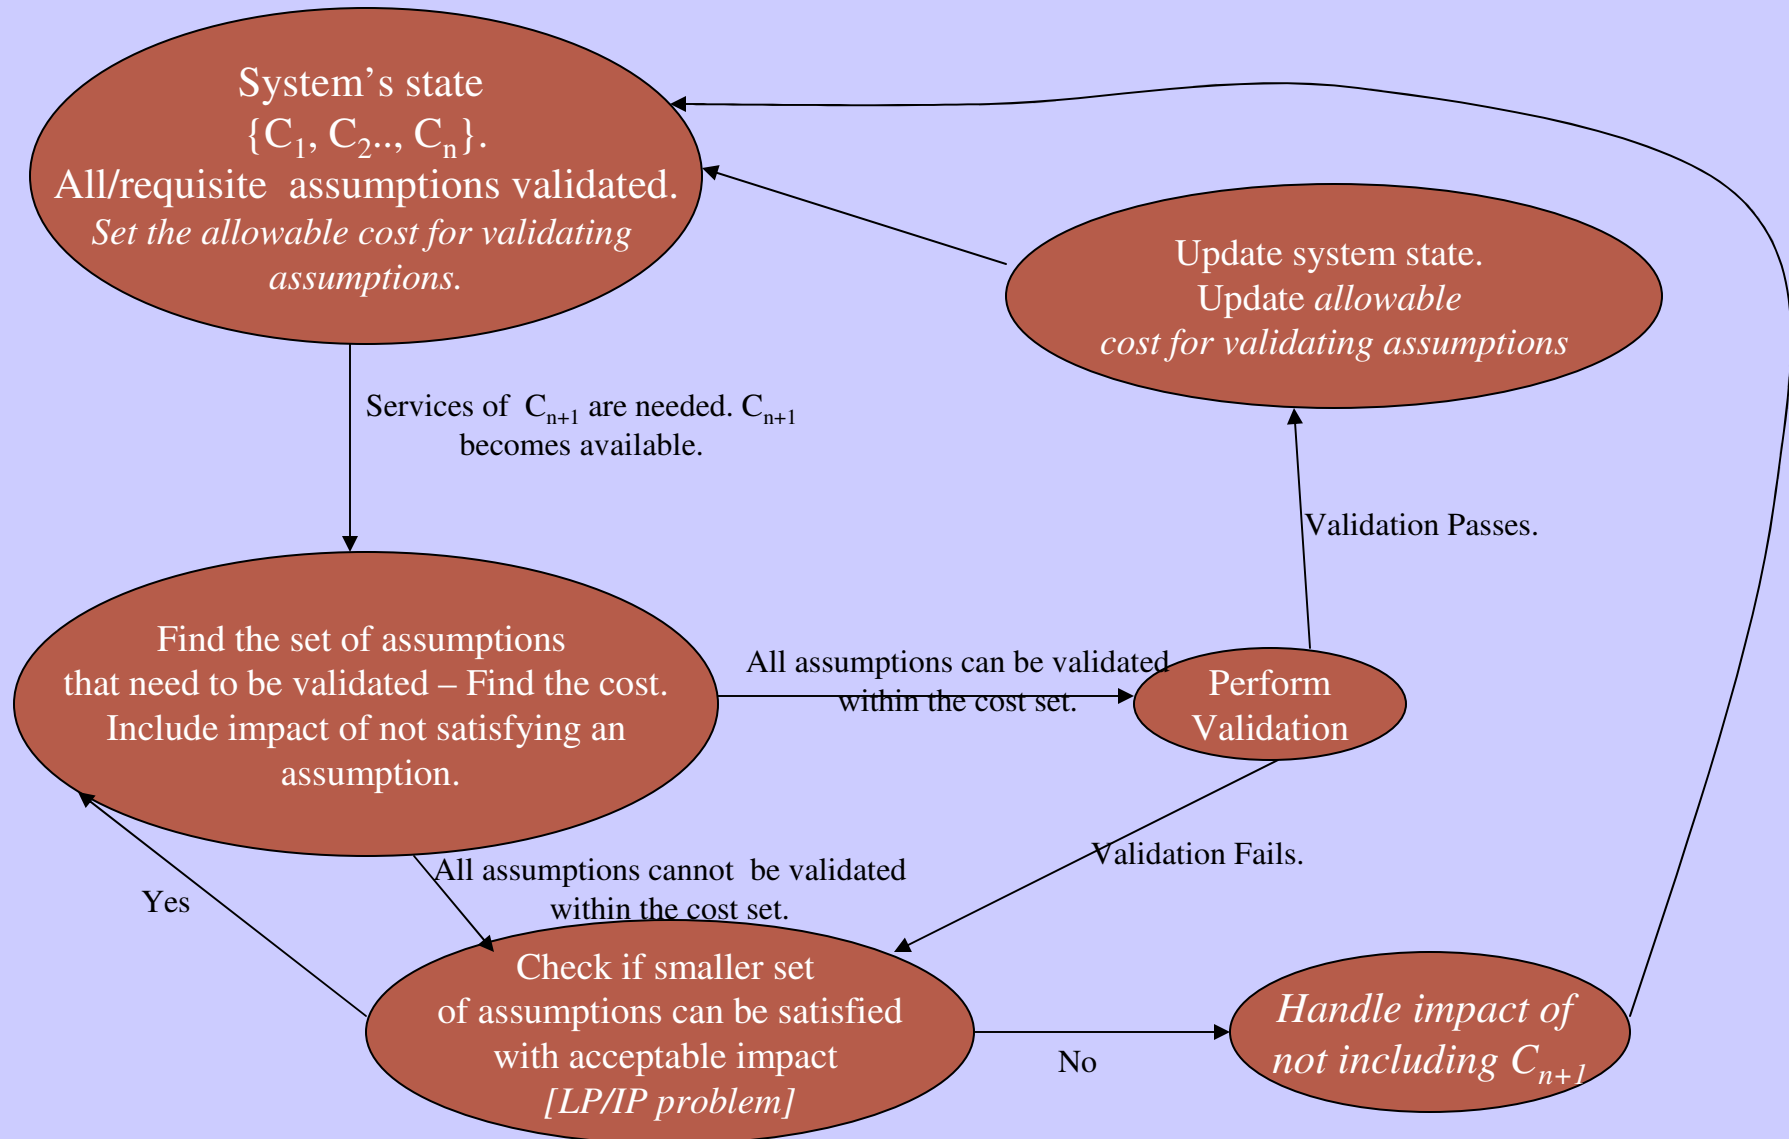 System’s state
{C₁, C₂.., Cₙ}.
All/requisite assumptions validated.
Set the allowable cost for validating
assumptions.
Update system state.
Update allowable
cost for validating assumptions
Services of Cₙ₊₁ are needed. Cₙ₊₁
becomes available.
Validation Passes.
Find the set of assumptions
that need to be validated – Find the cost.
Include impact of not satisfying an
assumption.
All assumptions can be validated
within the cost set.
Perform
Validation
Validation Fails.
All assumptions cannot be validated
within the cost set.
Yes
Check if smaller set
of assumptions can be satisfied
with acceptable impact
[LP/IP problem]
No
Handle impact of
not including Cₙ₊₁